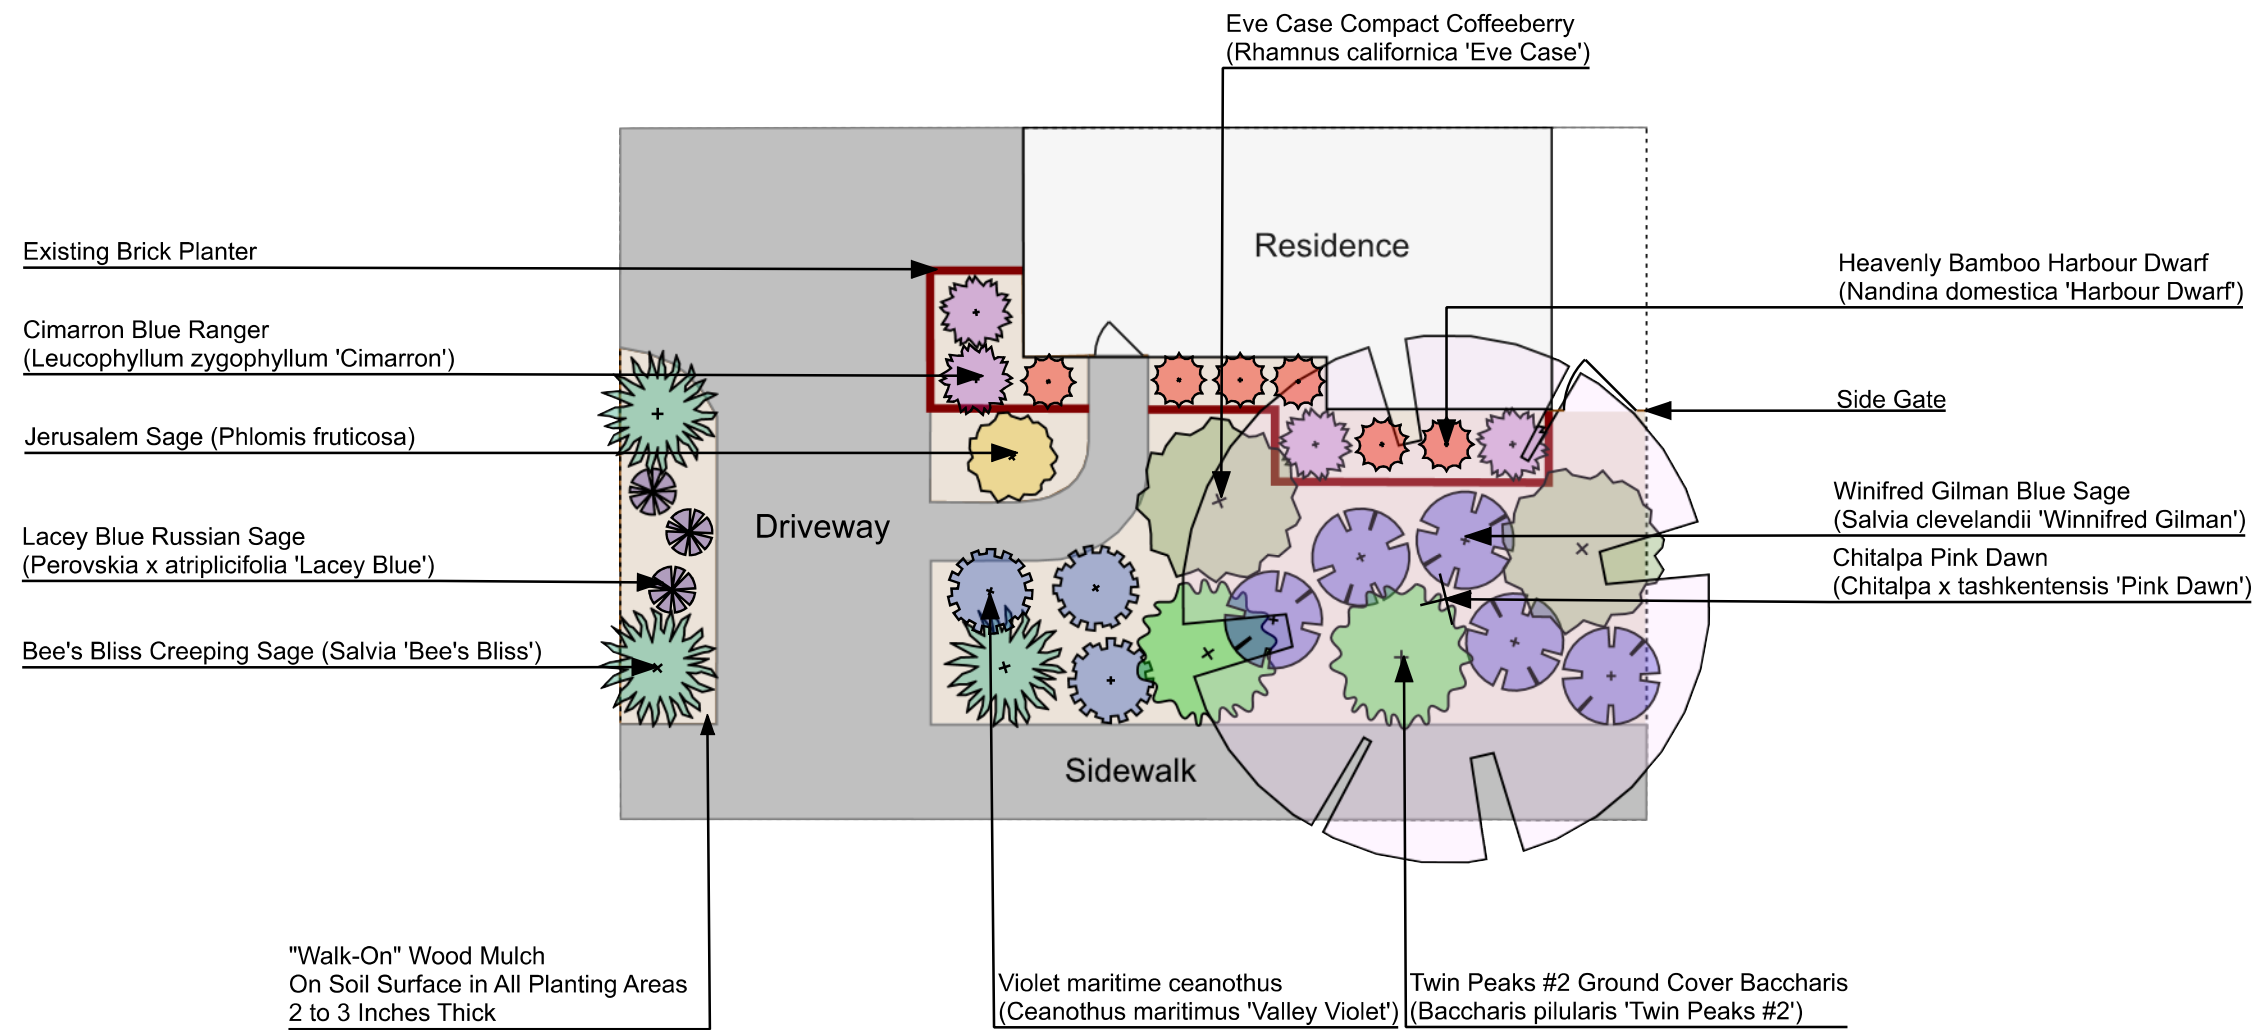 Eve Case Compact Coffeeberry
(Rhamnus californica 'Eve Case')
Residence
Existing Brick Planter
Heavenly Bamboo Harbour Dwarf
(Nandina domestica 'Harbour Dwarf')
Cimarron Blue Ranger
(Leucophyllum zygophyllum 'Cimarron')
Side Gate
Jerusalem Sage (Phlomis fruticosa)
Winifred Gilman Blue Sage
(Salvia clevelandii 'Winnifred Gilman')
Driveway
Lacey Blue Russian Sage
(Perovskia x atriplicifolia 'Lacey Blue')
Chitalpa Pink Dawn
(Chitalpa x tashkentensis 'Pink Dawn')
Bee's Bliss Creeping Sage (Salvia 'Bee's Bliss')
Sidewalk
"Walk-On" Wood Mulch
On Soil Surface in All Planting Areas
2 to 3 Inches Thick
Violet maritime ceanothus
(Ceanothus maritimus 'Valley Violet')
Twin Peaks #2 Ground Cover Baccharis
(Baccharis pilularis 'Twin Peaks #2')